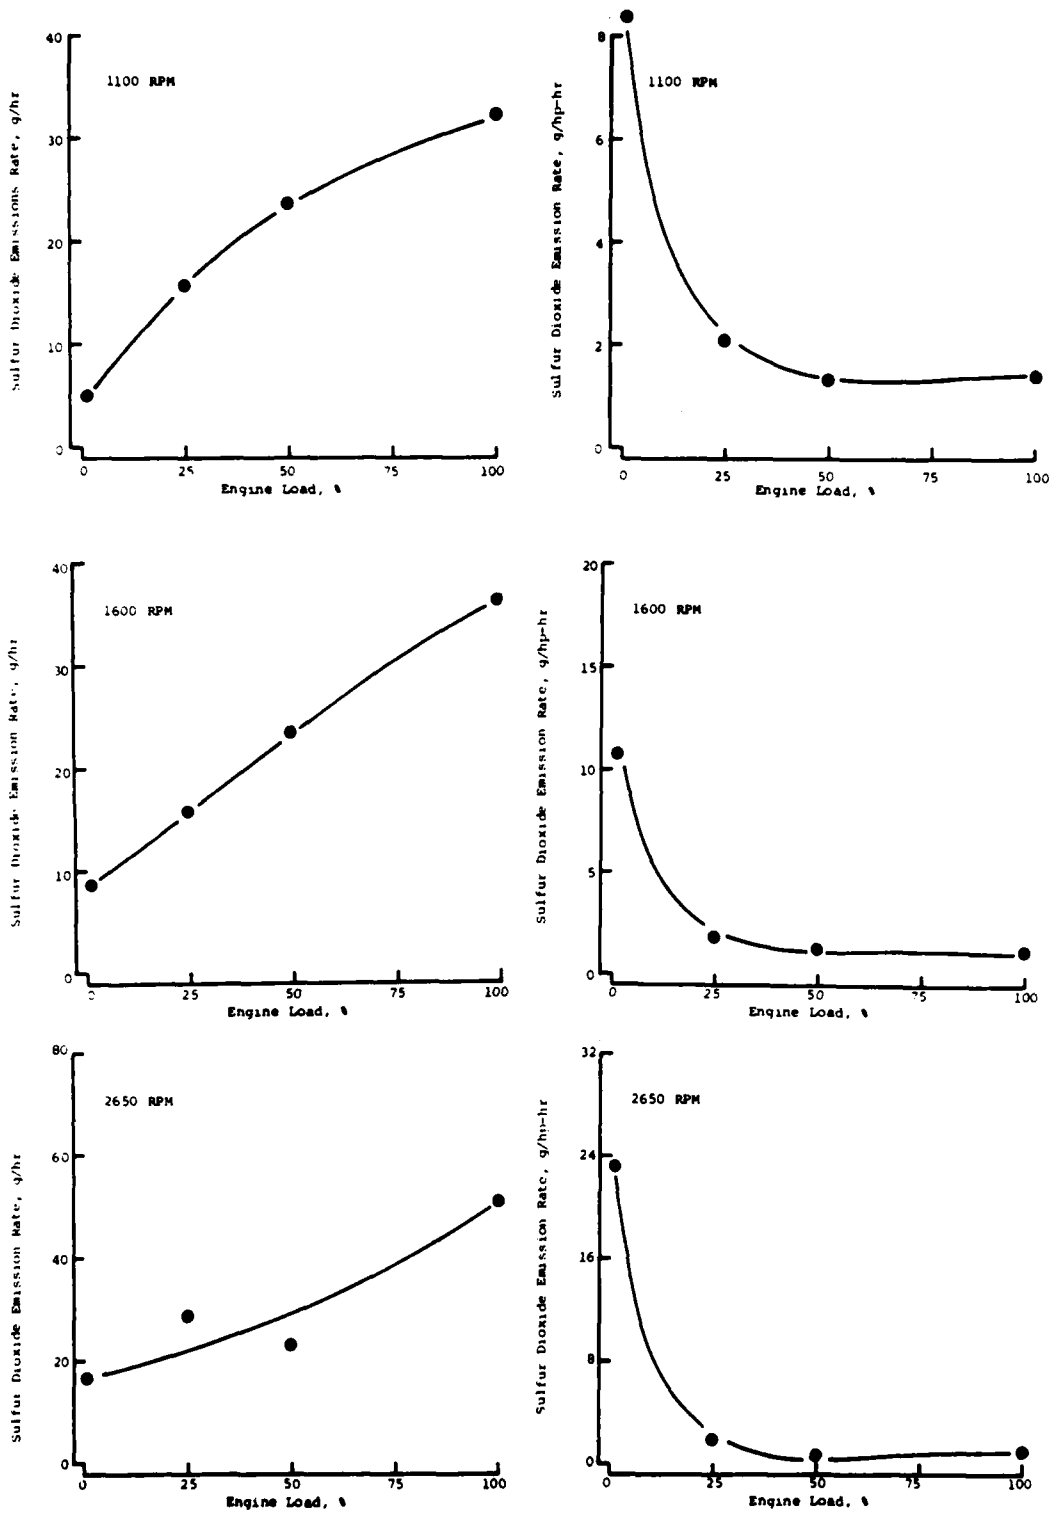 Sulfur Dioxide Emissions Rate, g/hr
40
30
20
10
0
1100 RPM
0 25 50 75 100
Engine Load, %
Sulfur Dioxide Emission Rate, g/hp-hr
8
6
4
2
0
1100 RPM
0 25 50 75 100
Engine Load, %
Sulfur Dioxide Emission Rate, g/hr
40
30
20
10
0
1600 RPM
0 25 50 75 100
Engine Load, %
Sulfur Dioxide Emission Rate, g/hp-hr
20
15
10
5
0
1600 RPM
0 25 50 75 100
Engine Load, %
Sulfur Dioxide Emission Rate, g/hr
80
60
40
20
0
2650 RPM
0 25 50 75 100
Engine Load, %
Sulfur Dioxide Emission Rate, g/hp-hr
32
24
16
8
0
2650 RPM
0 25 50 75 100
Engine Load, %